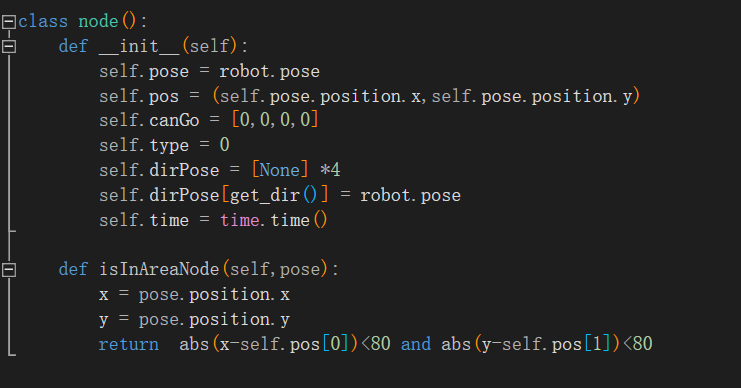 class node():
    def __init__(self):
        self.pose = robot.pose
        self.pos = (self.pose.position.x,self.pose.position.y)
        self.canGo = [0,0,0,0]
        self.type = 0
        self.dirPose = [None] *4
        self.dirPose[get_dir()] = robot.pose
        self.time = time.time()

    def isInAreaNode(self,pose):
        x = pose.position.x
        y = pose.position.y
        return  abs(x-self.pos[0])<80 and abs(y-self.pos[1])<80